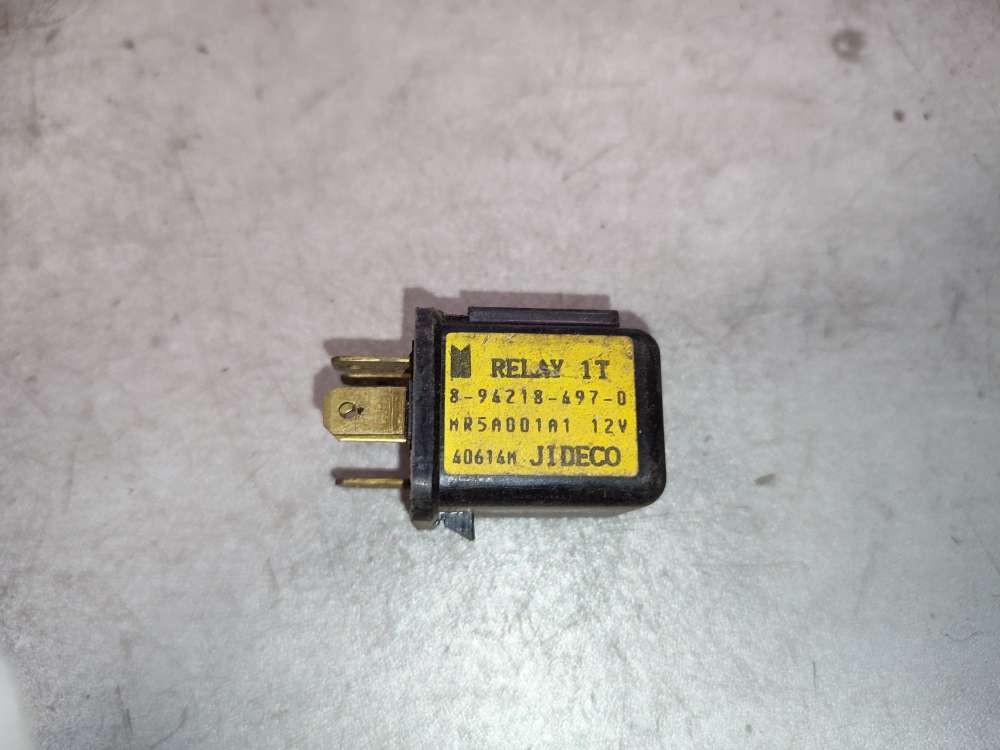 RELAY 1T
8-94218-497-0
MR5A001A1 12V
40614M JIDECO